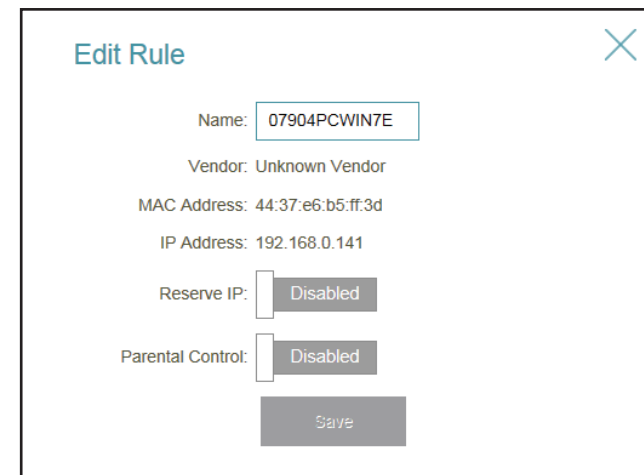 Edit Rule
Name: 07904PCWIN7E
Vendor: Unknown Vendor
MAC Address: 44:37:e6:b5:ff:3d
IP Address: 192.168.0.141
Reserve IP: Disabled
Parental Control: Disabled
Save